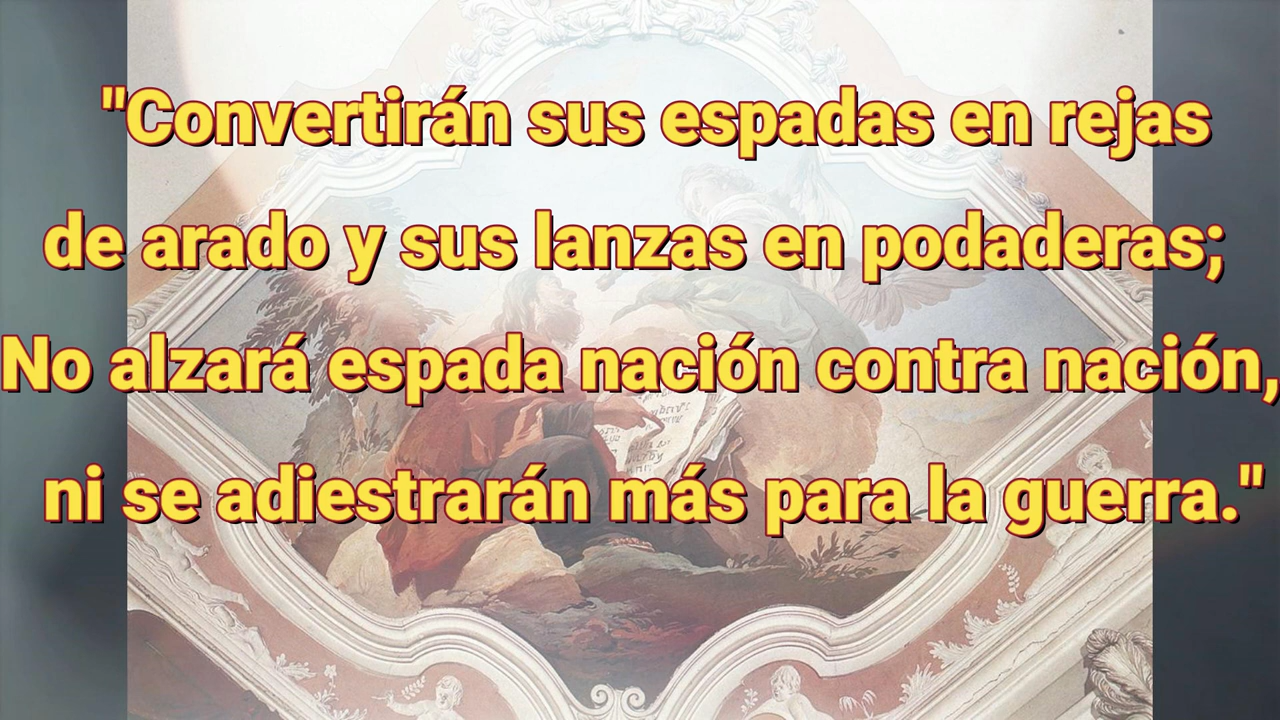 "Convertirán sus espadas en rejas
de arado y sus lanzas en podaderas;
No alzará espada nación contra nación,
ni se adiestrarán más para la guerra."